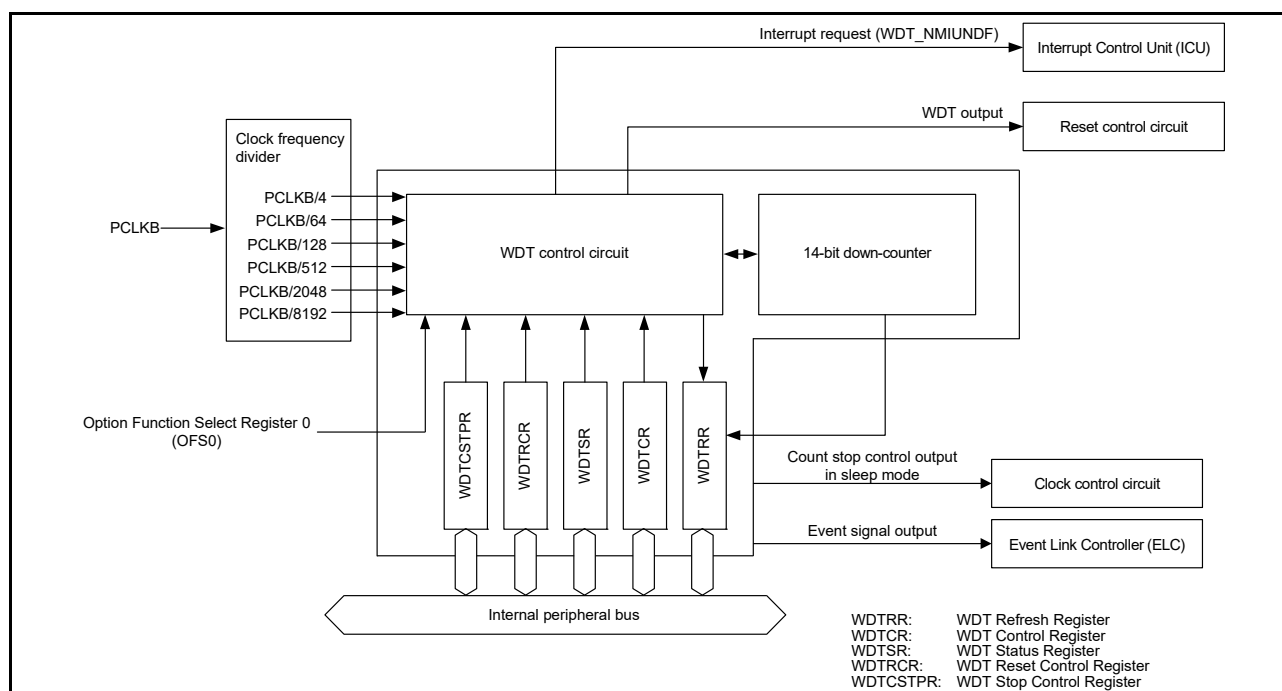 Interrupt request (WDT_NMIUNDF)
Interrupt Control Unit (ICU)
WDT output
Reset control circuit
Clock frequency
divider
PCLKB
PCLKB/4
PCLKB/64
PCLKB/128
PCLKB/512
PCLKB/2048
PCLKB/8192
WDT control circuit
14-bit down-counter
Option Function Select Register 0
(OFS0)
WDTCSTPR
WDTRCR
WDTSR
WDTCR
WDTRR
Count stop control output
in sleep mode
Clock control circuit
Event signal output
Event Link Controller (ELC)
Internal peripheral bus
WDTRR: WDT Refresh Register
WDTCR: WDT Control Register
WDTSR: WDT Status Register
WDTRCR: WDT Reset Control Register
WDTCSTPR: WDT Stop Control Register